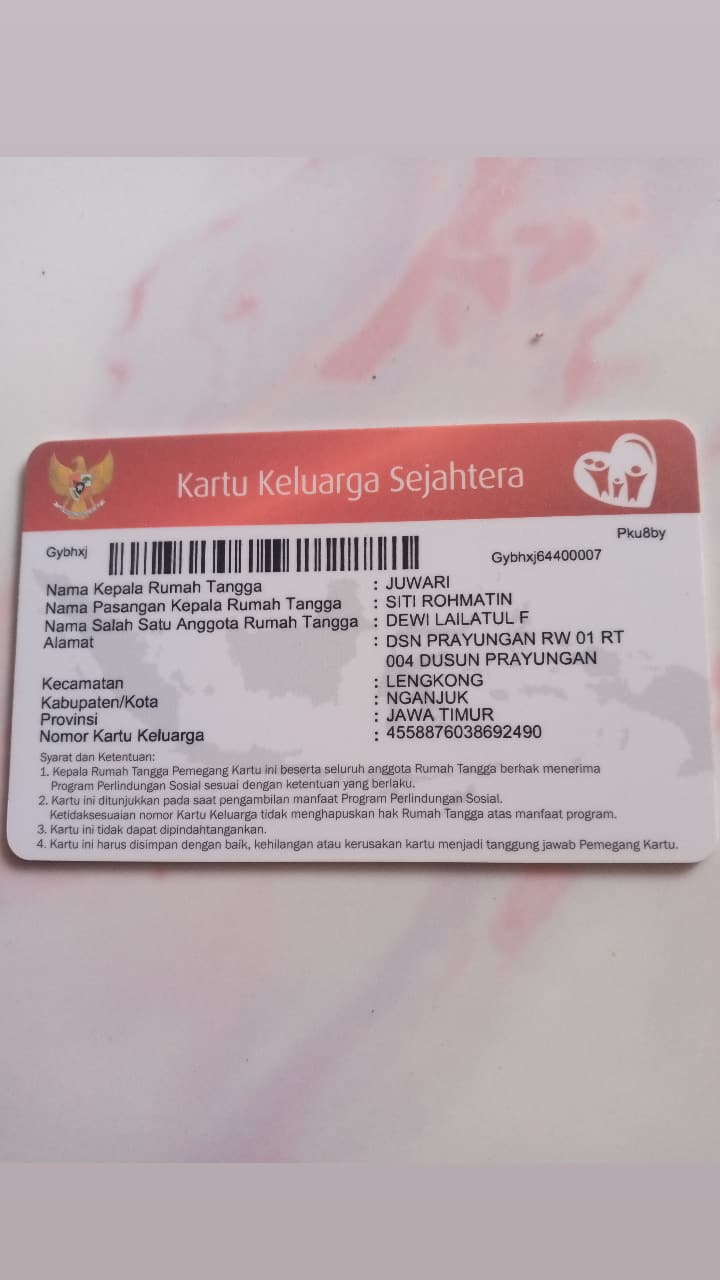 Kartu Keluarga Sejahtera
Pku8by
Gybhxj
Gybhxj64400007
Nama Kepala Rumah Tangga : JUWARI
Nama Pasangan Kepala Rumah Tangga : SITI ROHMATIN
Nama Salah Satu Anggota Rumah Tangga : DEWI LAILATUL F
Alamat : DSN PRAYUNGAN RW 01 RT
004 DUSUN PRAYUNGAN
Kecamatan : LENGKONG
Kabupaten/Kota : NGANJUK
Provinsi : JAWA TIMUR
Nomor Kartu Keluarga : 4558876038692490
Syarat dan Ketentuan:
1. Kepala Rumah Tangga Pemegang Kartu ini beserta seluruh anggota Rumah Tangga berhak menerima
Program Perlindungan Sosial sesuai dengan ketentuan yang berlaku.
2. Kartu ini ditunjukkan pada saat pengambilan manfaat Program Perlindungan Sosial.
Ketidaksesuaian nomor Kartu Keluarga tidak menghapuskan hak Rumah Tangga atas manfaat program.
3. Kartu ini tidak dapat dipindahtangankan.
4. Kartu ini harus disimpan dengan baik, kehilangan atau kerusakan kartu menjadi tanggung jawab Pemegang Kartu.